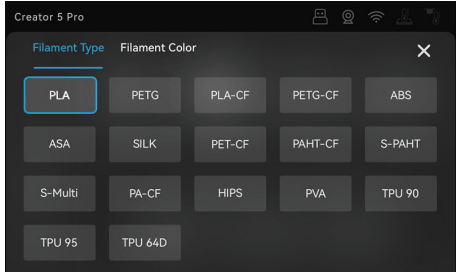 Creator 5 Pro
Filament Type Filament Color
PLA PETG PLA-CF PETG-CF ABS
ASA SILK PET-CF PAHT-CF S-PAHT
S-Multi PA-CF HIPS PVA TPU 90
TPU 95 TPU 64D